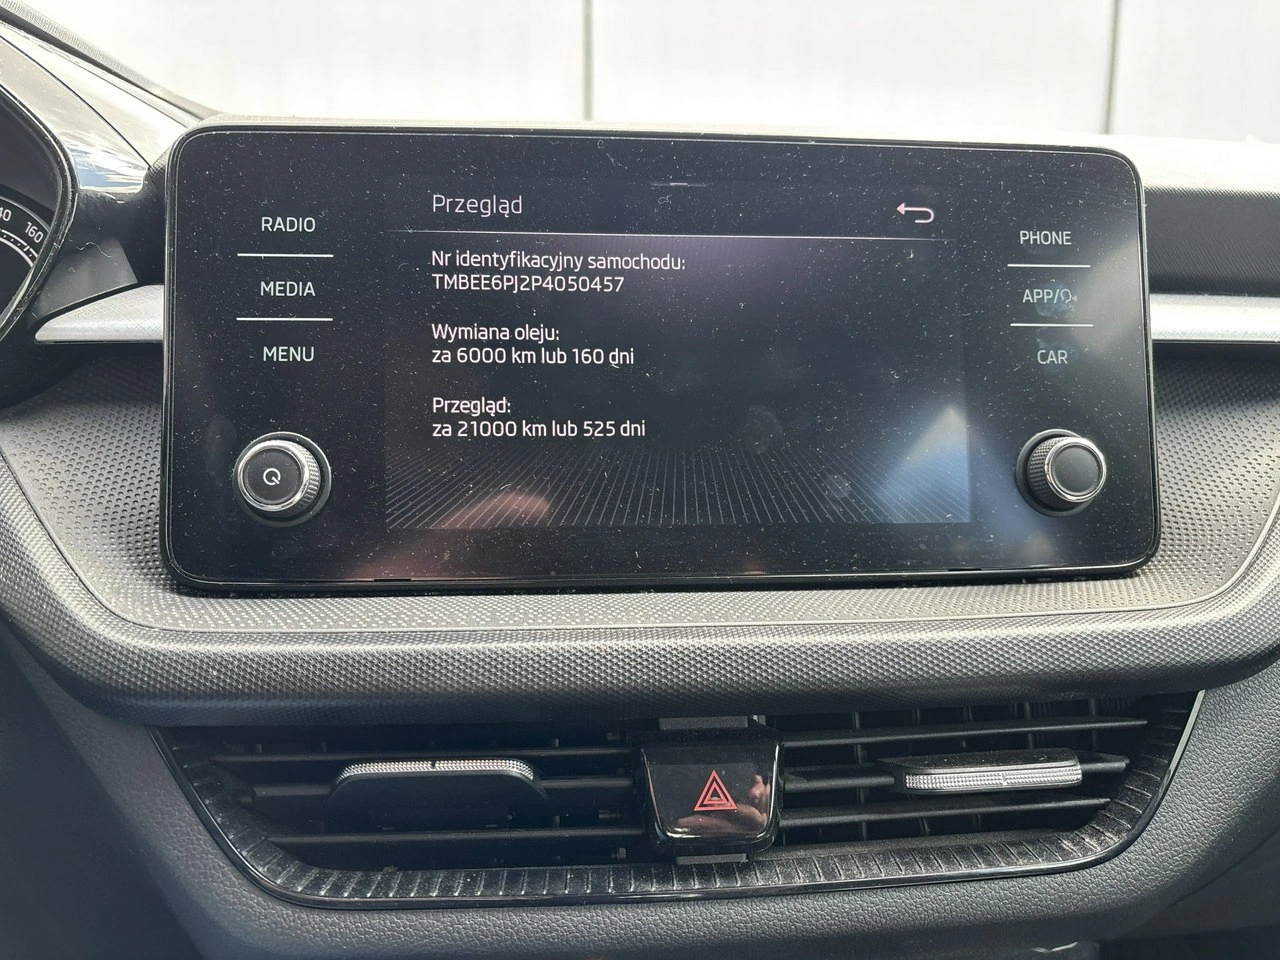 Przegląd
RADIO
MEDIA
MENU
Nr identyfikacyjny samochodu:
TMBEE6PJ2P4050457
Wymiana oleju:
za 6000 km lub 160 dni
Przegląd:
za 21000 km lub 525 dni
PHONE
APP/
CAR
160